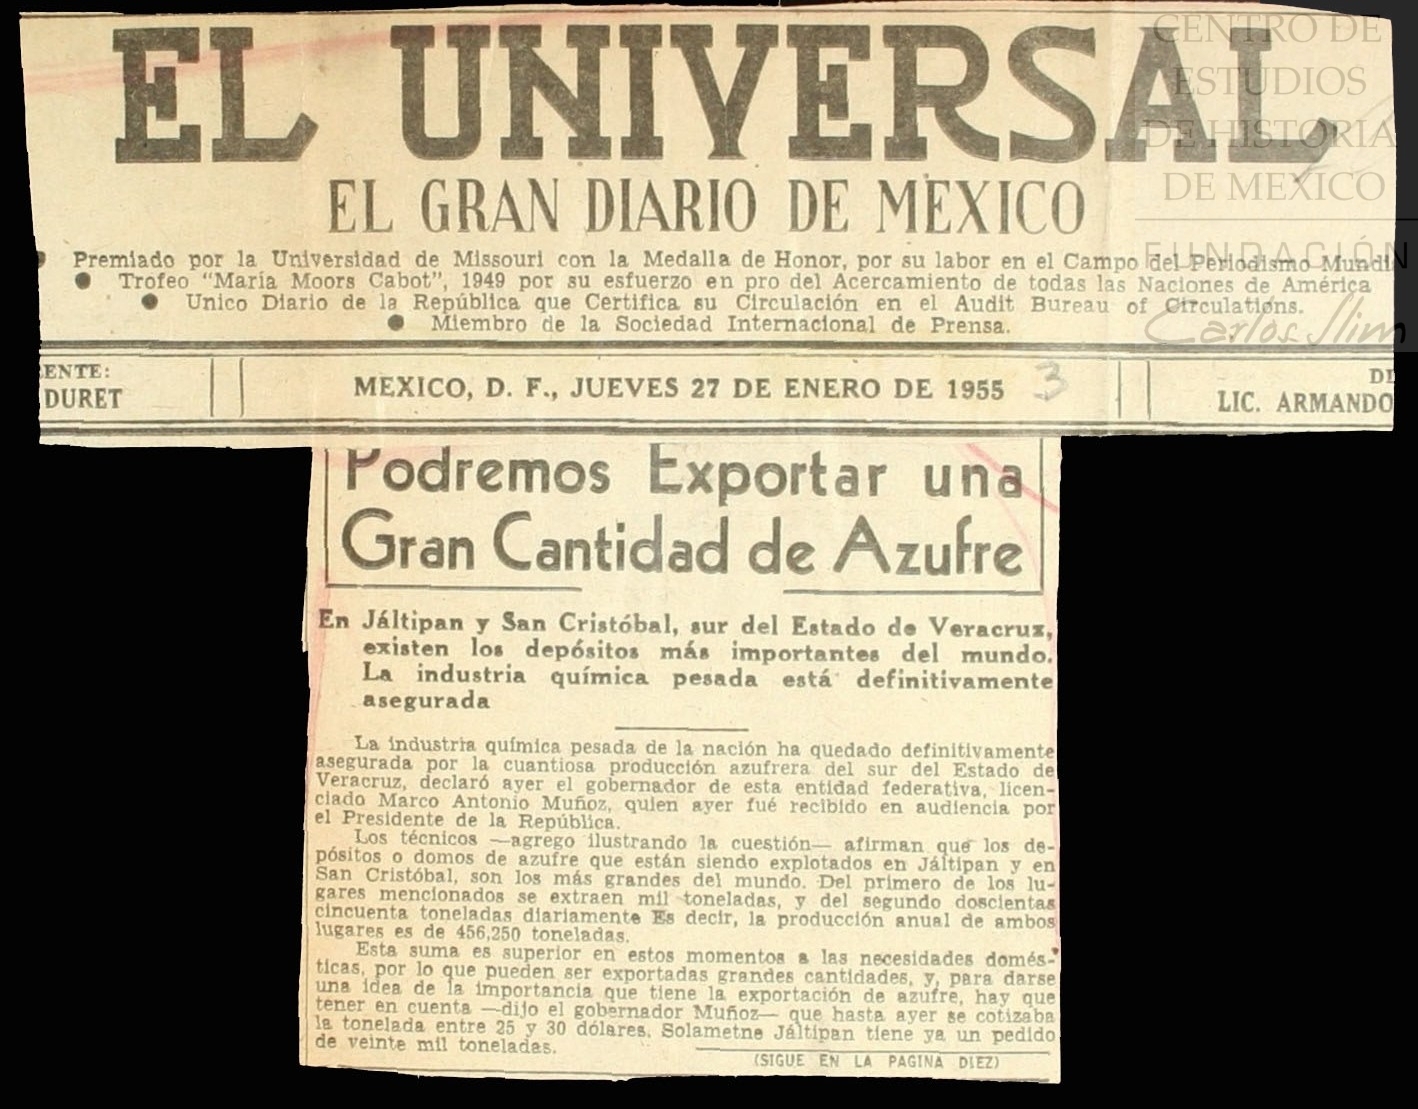 EL UNIVERSAL
EL GRAN DIARIO DE MEXICO
● Premiado por la Universidad de Missouri con la Medalla de Honor, por su labor en el Campo del Periodismo Mundi
● Trofeo "María Moors Cabot", 1949 por su esfuerzo en pro del Acercamiento de todas las Naciones de América
● Unico Diario de la República que Certifica su Circulación en el Audit Bureau of Circulations.
● Miembro de la Sociedad Internacional de Prensa.
ENTE:
DURET
MEXICO, D. F., JUEVES 27 DE ENERO DE 1955
3
DI
LIC. ARMANDO
Podremos Exportar una
Gran Cantidad de Azufre
En Jáltipan y San Cristóbal, sur del Estado de Veracruz,
existen los depósitos más importantes del mundo.
La industria química pesada está definitivamente
asegurada
La industria química pesada de la nación ha quedado definitivamente
asegurada por la cuantiosa producción azufrera del sur del Estado de
Veracruz, declaró ayer el gobernador de esta entidad federativa, licen-
ciado Marco Antonio Muñoz, quien ayer fué recibido en audiencia por
el Presidente de la República.
Los técnicos —agrego ilustrando la cuestión— afirman que los de-
pósitos o domos de azufre que están siendo explotados en Jáltipan y en
San Cristóbal, son los más grandes del mundo. Del primero de los lu-
gares mencionados se extraen mil toneladas, y del segundo doscientas
cincuenta toneladas diariamente Es decir, la producción anual de ambos
lugares es de 456,250 toneladas.
Esta suma es superior en estos momentos a las necesidades domés-
ticas, por lo que pueden ser exportadas grandes cantidades, y, para darse
una idea de la importancia que tiene la exportación de azufre, hay que
tener en cuenta —dijo el gobernador Muñoz— que hasta ayer se cotizaba
la tonelada entre 25 y 30 dólares. Solametne Jáltipan tiene ya un pedido
de veinte mil toneladas.
(SIGUE EN LA PAGINA DIEZ)
CENTRO DE
ESTUDIOS
DE HISTORIA
DE MEXICO
FUNDACIÓN
Carlos Slim